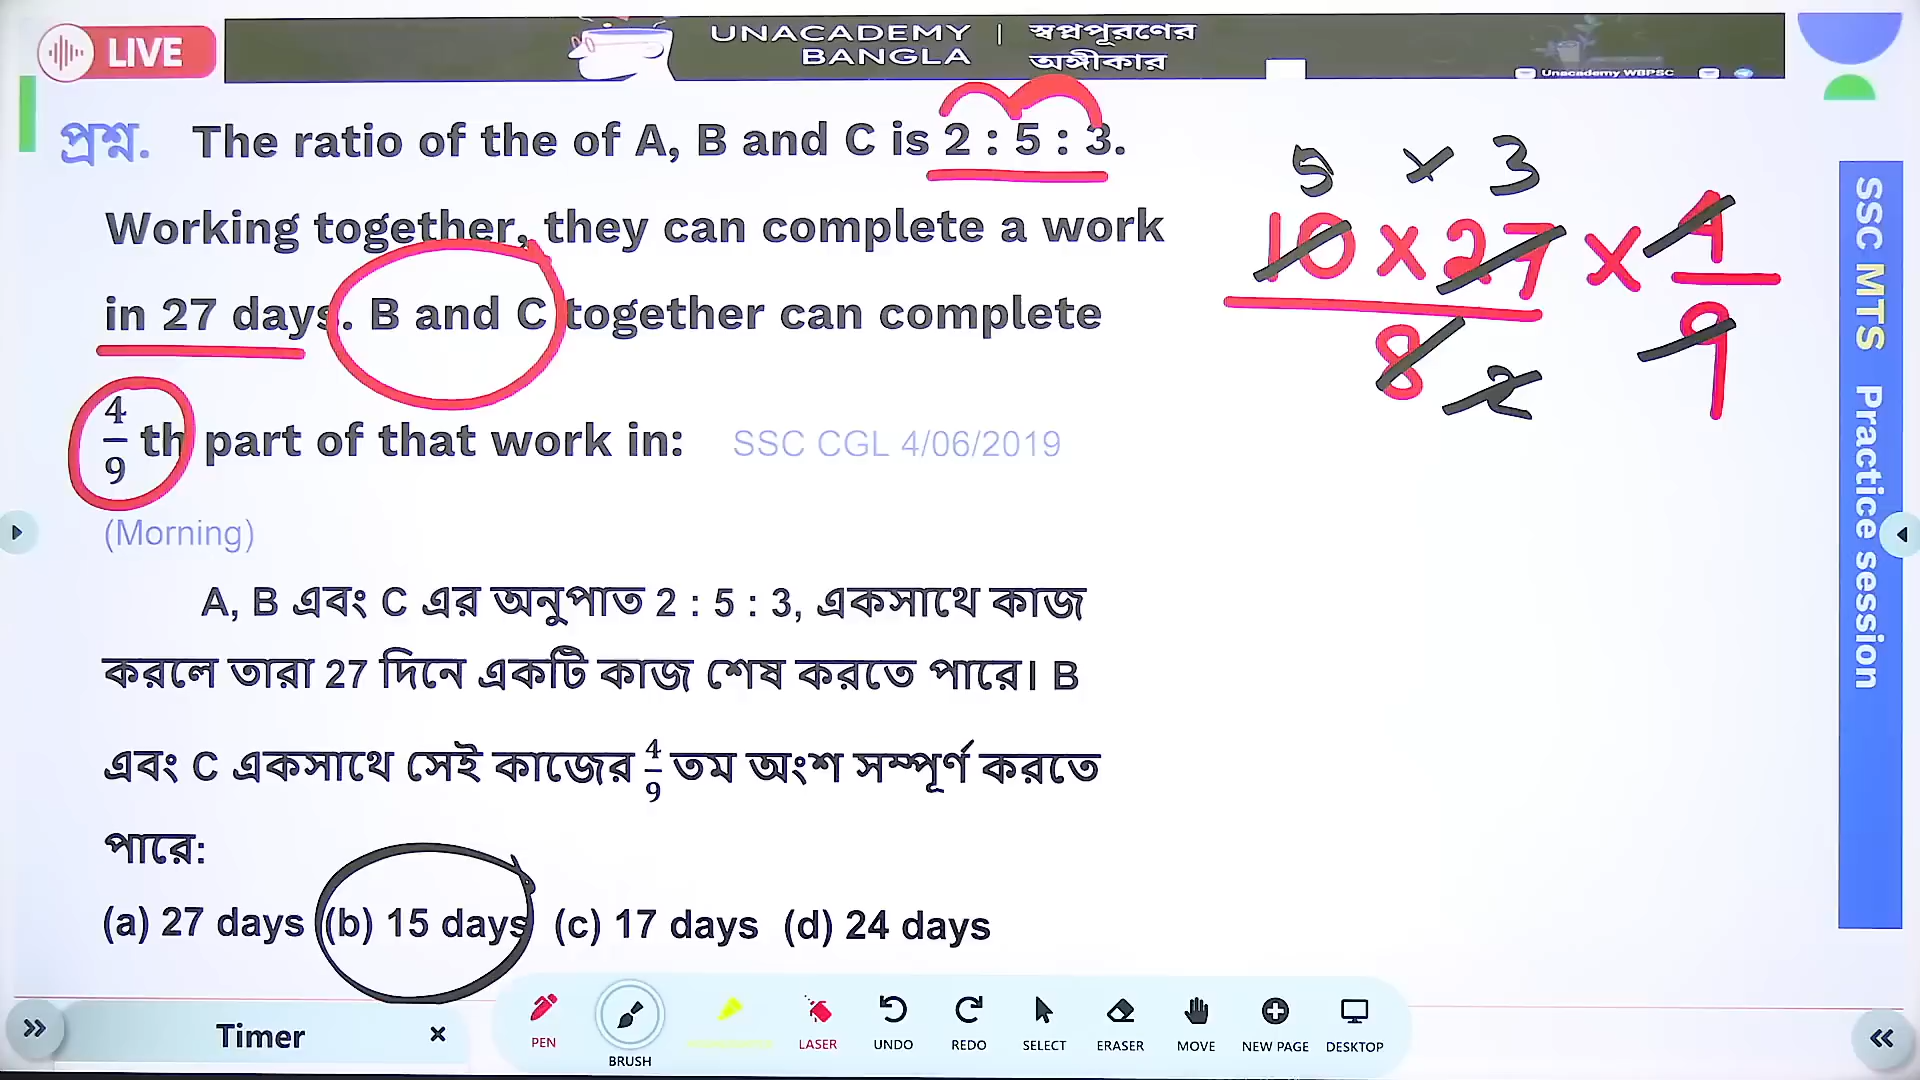 LIVE
UNACADEMY BANGLA | স্বপ্নপূরণের অঙ্গীকার
Unacademy WBPSC
প্রশ্ন. The ratio of the of A, B and C is 2 : 5 : 3.
Working together, they can complete a work
in 27 days. B and C together can complete
4/9 th part of that work in: SSC CGL 4/06/2019
(Morning)
A, B এবং C এর অনুপাত 2 : 5 : 3, একসাথে কাজ
করলে তারা 27 দিনে একটি কাজ শেষ করতে পারে। B
এবং C একসাথে সেই কাজের 4/9 তম অংশ সম্পূর্ণ করতে
পারে:
(a) 27 days (b) 15 days (c) 17 days (d) 24 days
5 × 3
10 × 27 × 4
8 2 9
SSC MTS Practice session
Timer ×
PEN
BRUSH
LASER
UNDO
REDO
SELECT
ERASER
MOVE
NEW PAGE
DESKTOP